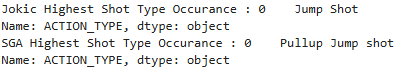 Jokic Highest Shot Type Occurance : 0    Jump Shot
Name: ACTION_TYPE, dtype: object
SGA Highest Shot Type Occurance : 0    Pullup Jump shot
Name: ACTION_TYPE, dtype: object